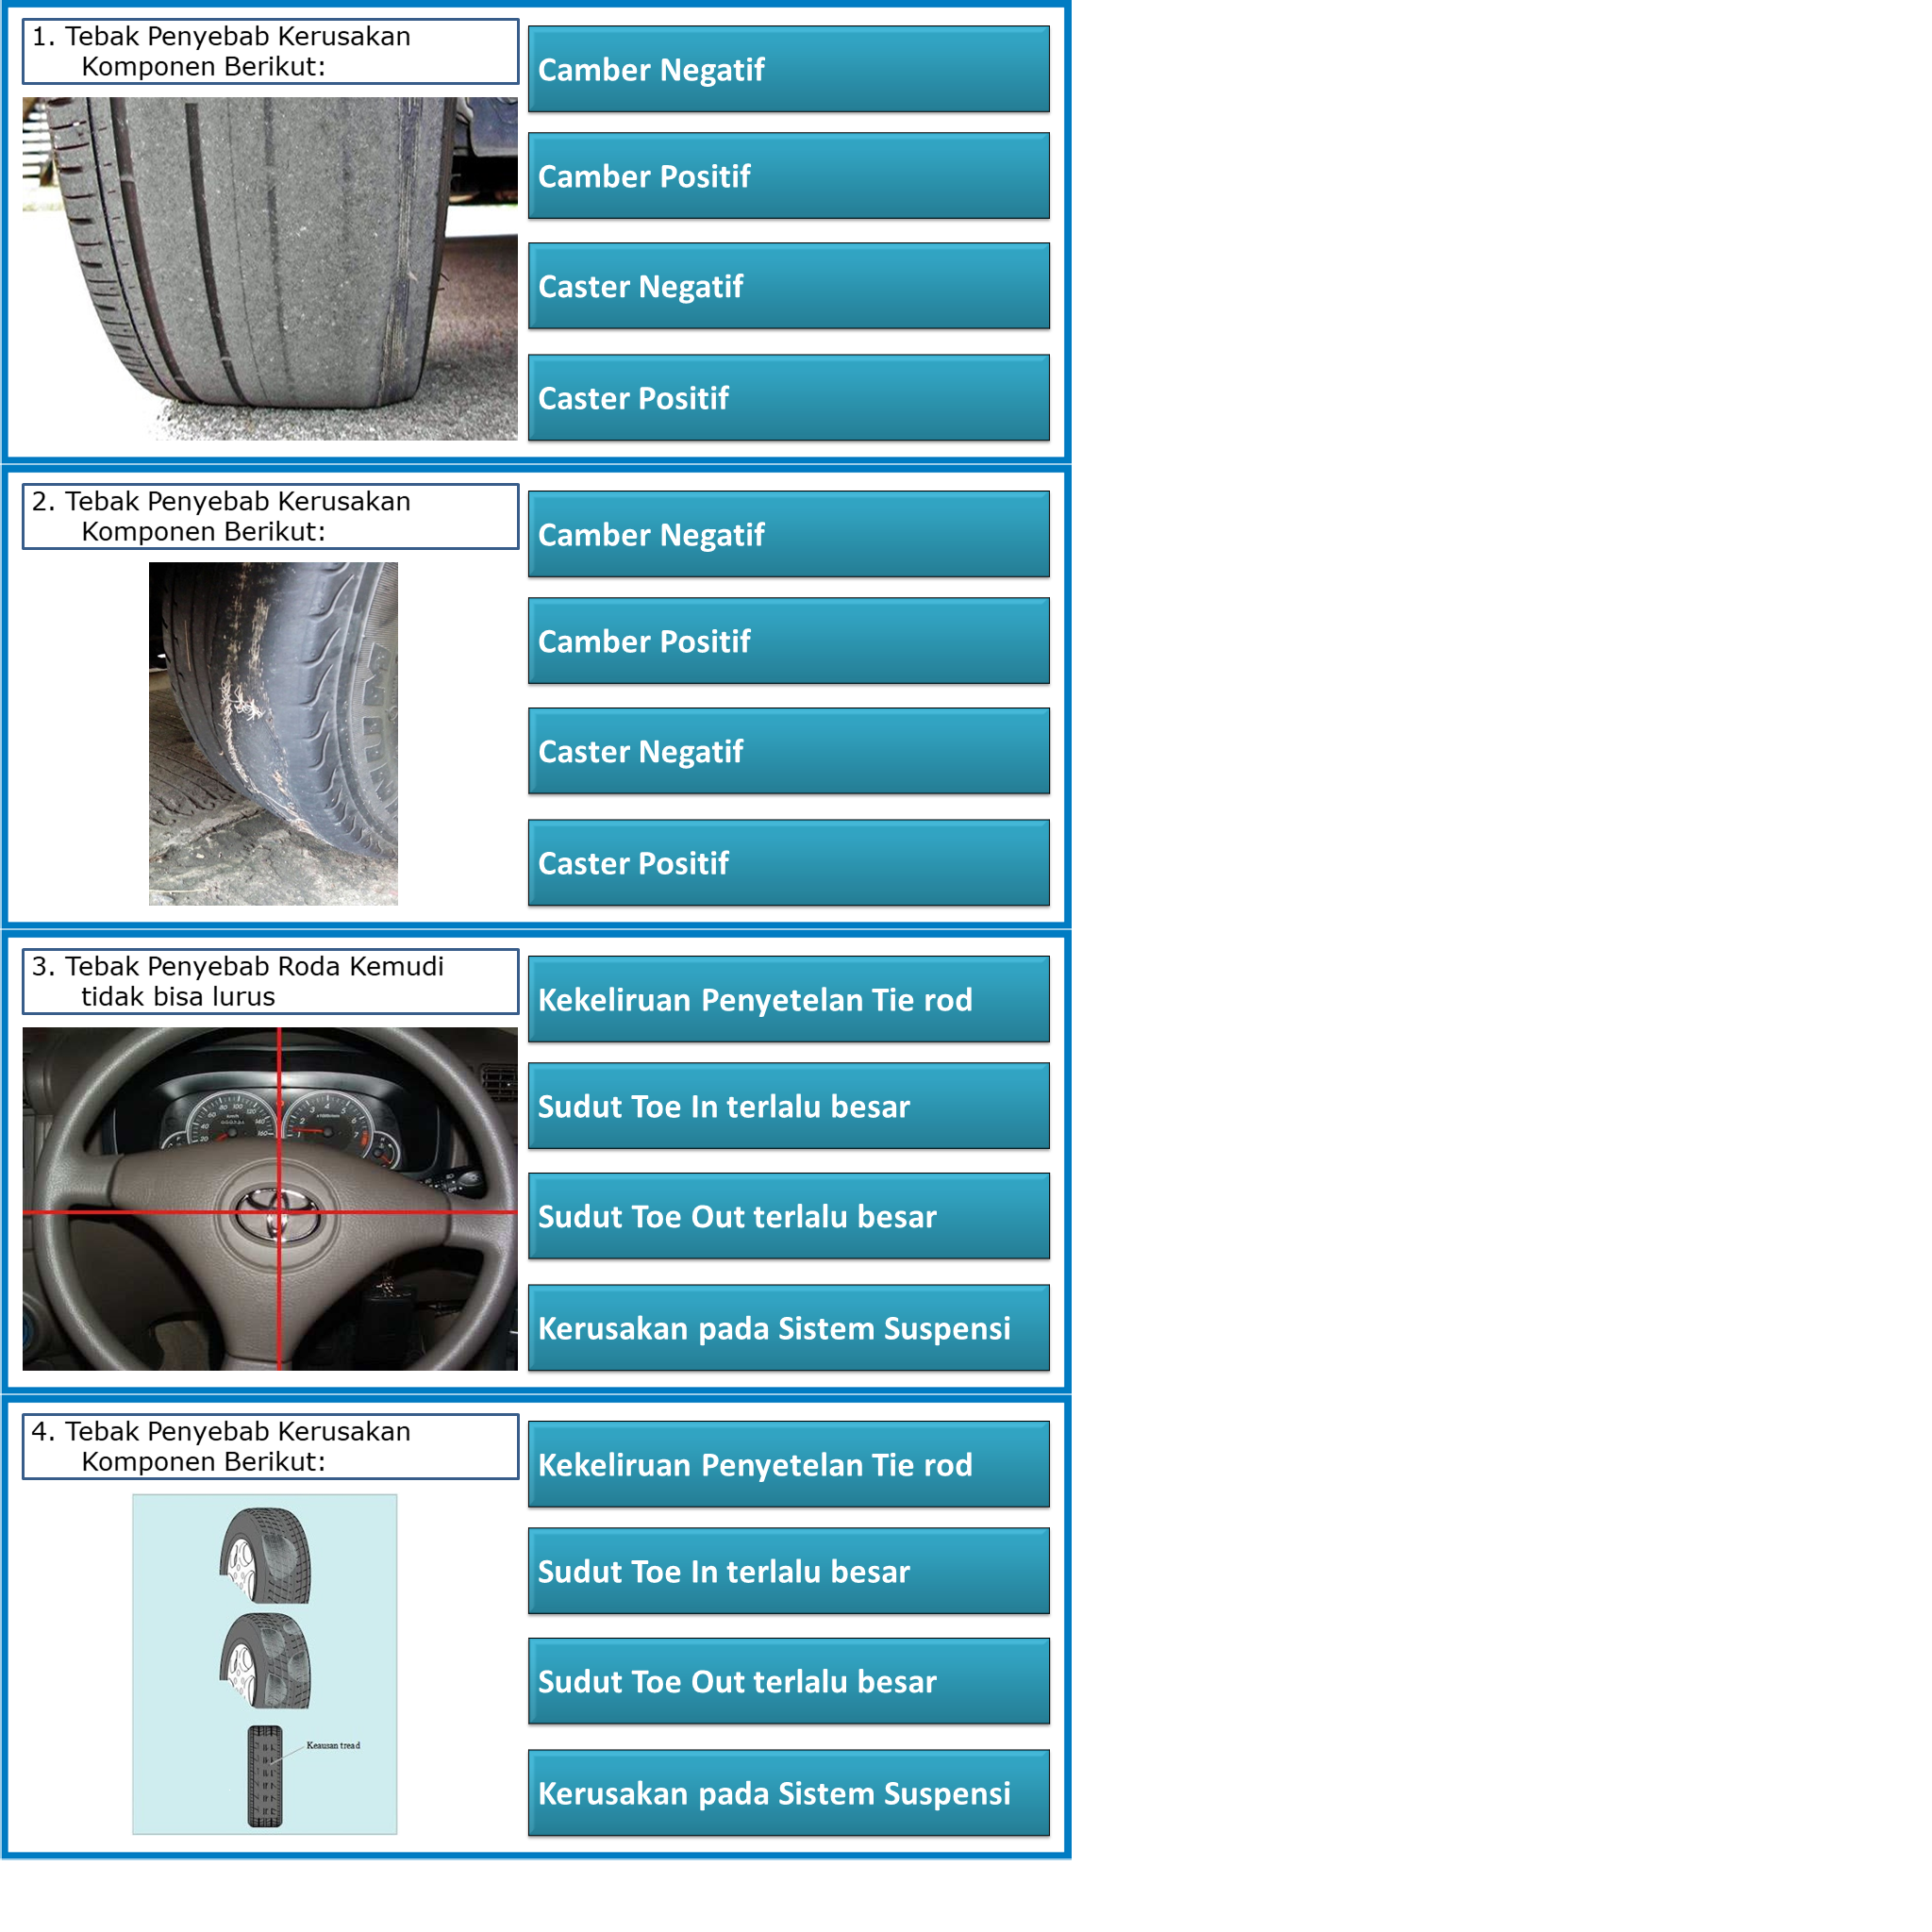 1. Tebak Penyebab Kerusakan
Komponen Berikut:
Camber Negatif
Camber Positif
Caster Negatif
Caster Positif
2. Tebak Penyebab Kerusakan
Komponen Berikut:
Camber Negatif
Camber Positif
Caster Negatif
Caster Positif
3. Tebak Penyebab Roda Kemudi
tidak bisa lurus
Kekeliruan Penyetelan Tie rod
Sudut Toe In terlalu besar
Sudut Toe Out terlalu besar
Kerusakan pada Sistem Suspensi
4. Tebak Penyebab Kerusakan
Komponen Berikut:
Keausan tread
Kekeliruan Penyetelan Tie rod
Sudut Toe In terlalu besar
Sudut Toe Out terlalu besar
Kerusakan pada Sistem Suspensi